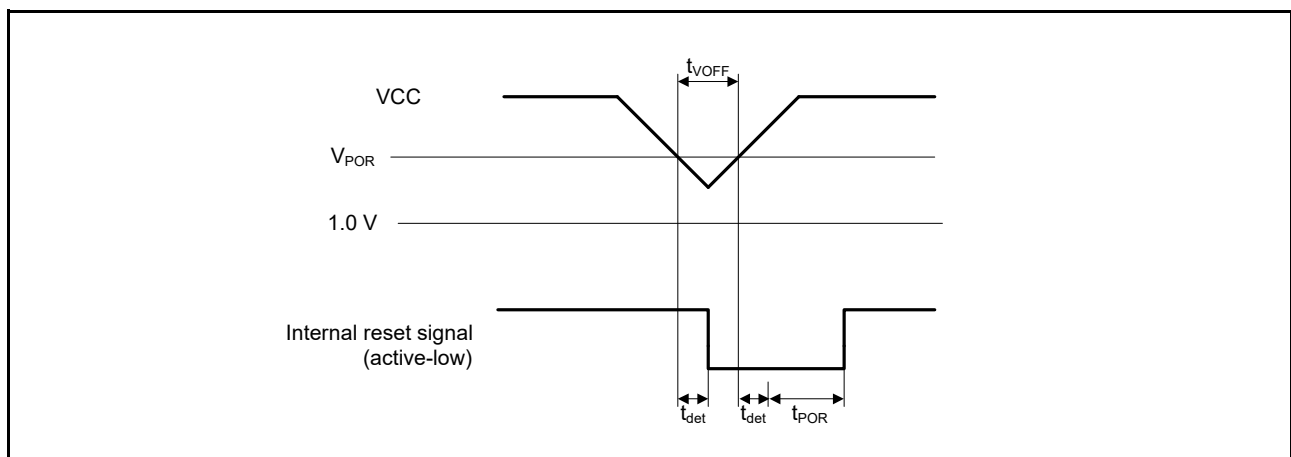 tVOFF
VCC
VPOR
1.0 V
Internal reset signal
(active-low)
tdet
tdet
tPOR